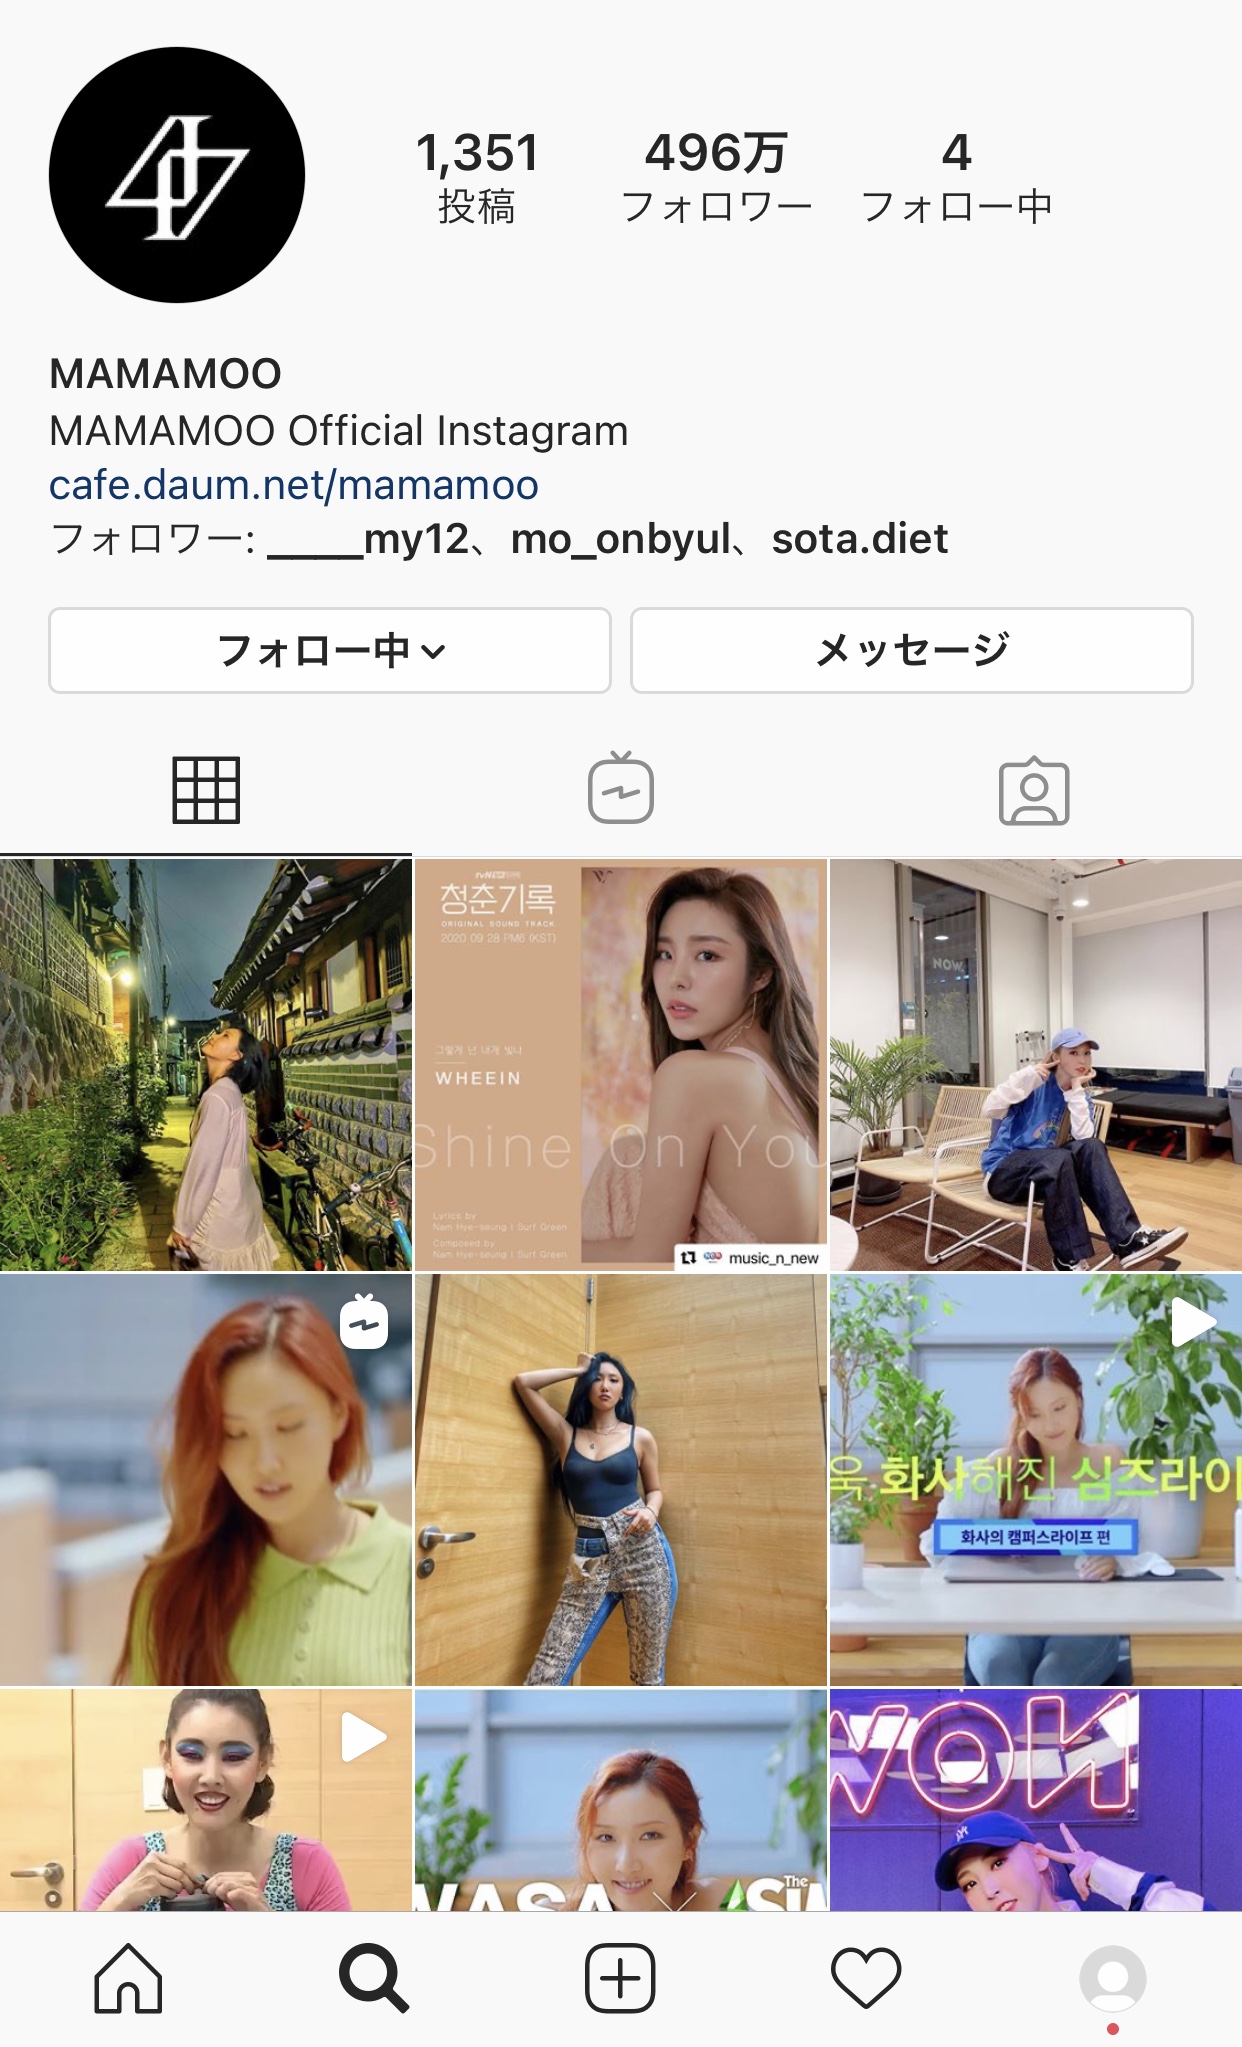 1,351
496万
4
投稿
フォロワー
フォロー中
MAMAMOO
MAMAMOO Official Instagram
cafe.daum.net/mamamoo
フォロワー: ____my12、mo_onbyul、sota.diet
フォロー中
メッセージ
tvN
청춘기록
ORIGINAL SOUND TRACK
2020 09 28 PM6 (KST)
그렇게 넌 내게 빛나
WHEEIN
Shine On You
Lyrics by
Nam Hye-seung | Surf Green
Composed by
Nam Hye-seung | Surf Green
music_n_new
NOW
욱 화사해진 심즈라이
화사의 캠퍼스라이프 편
WASA
The
SiM
NOW